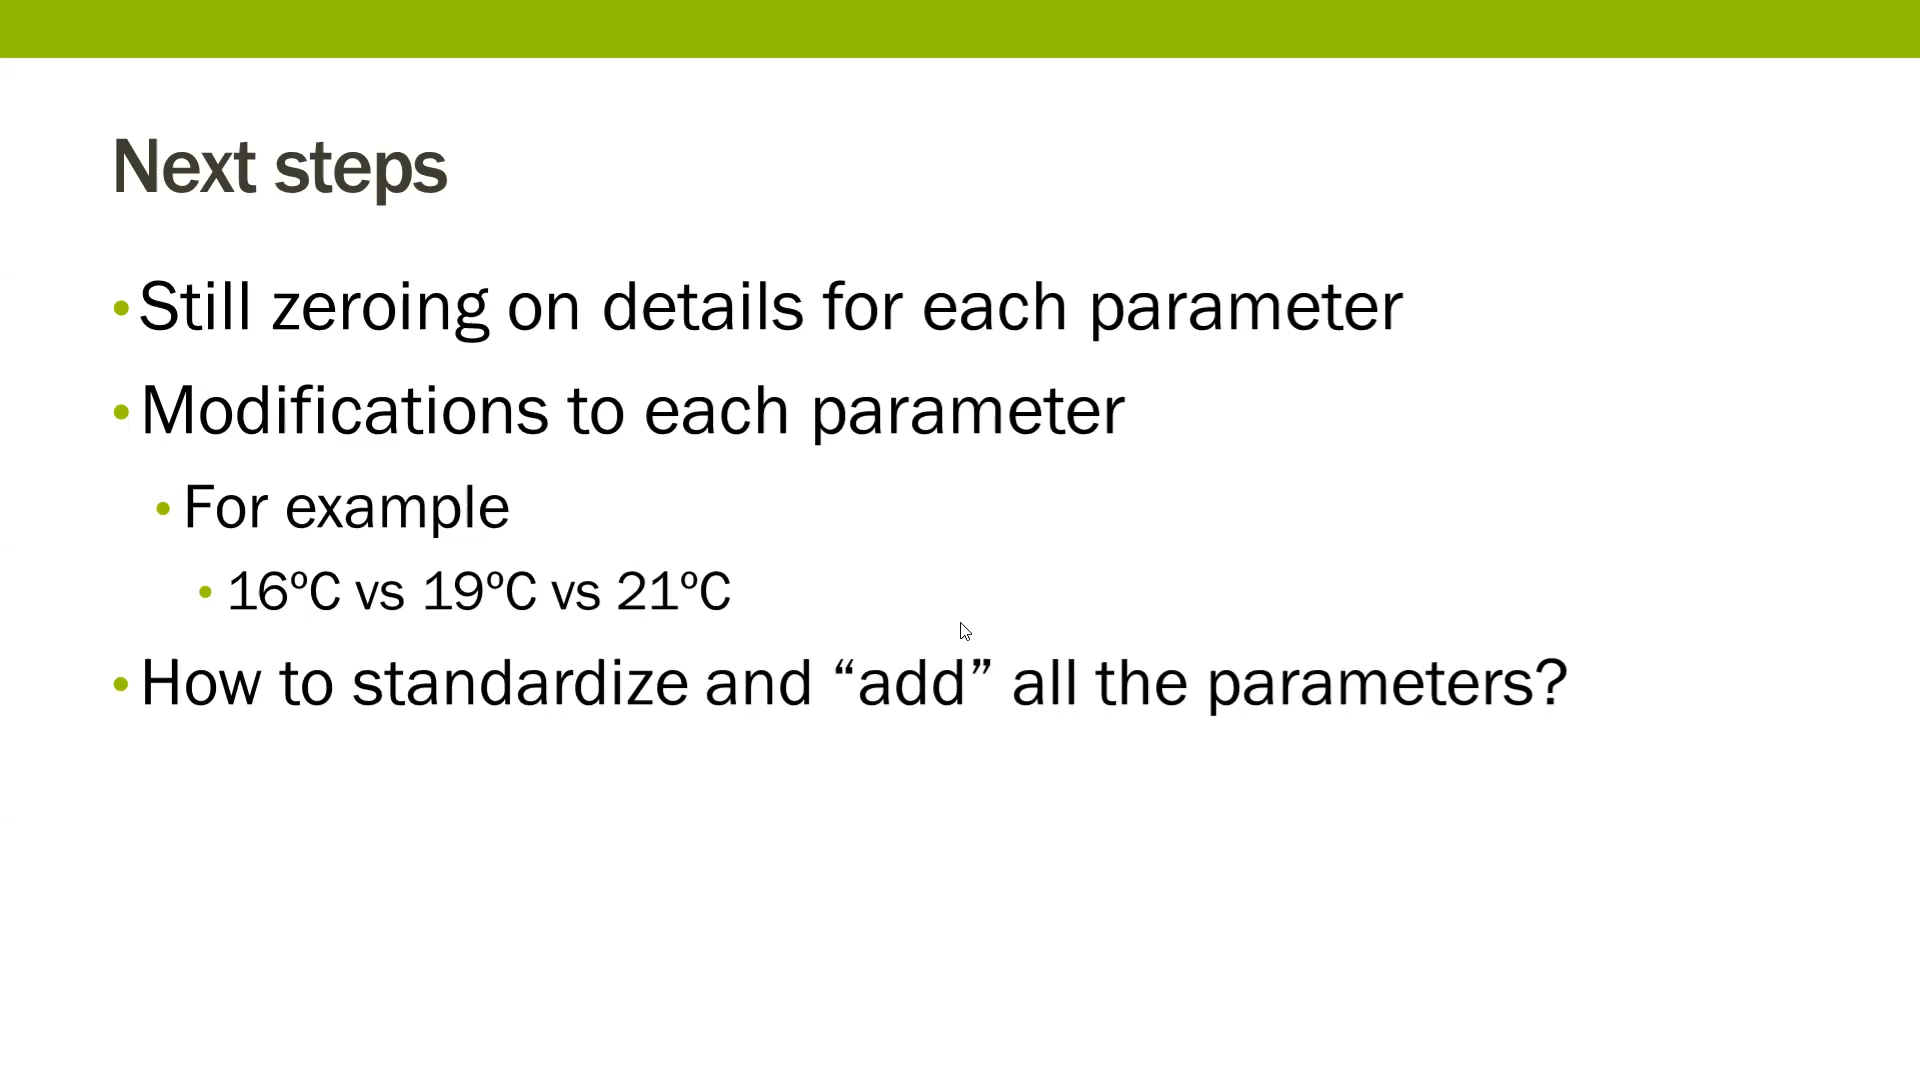 Next steps
• Still zeroing on details for each parameter
• Modifications to each parameter
• For example
• 16ºC vs 19ºC vs 21ºC
• How to standardize and “add” all the parameters?